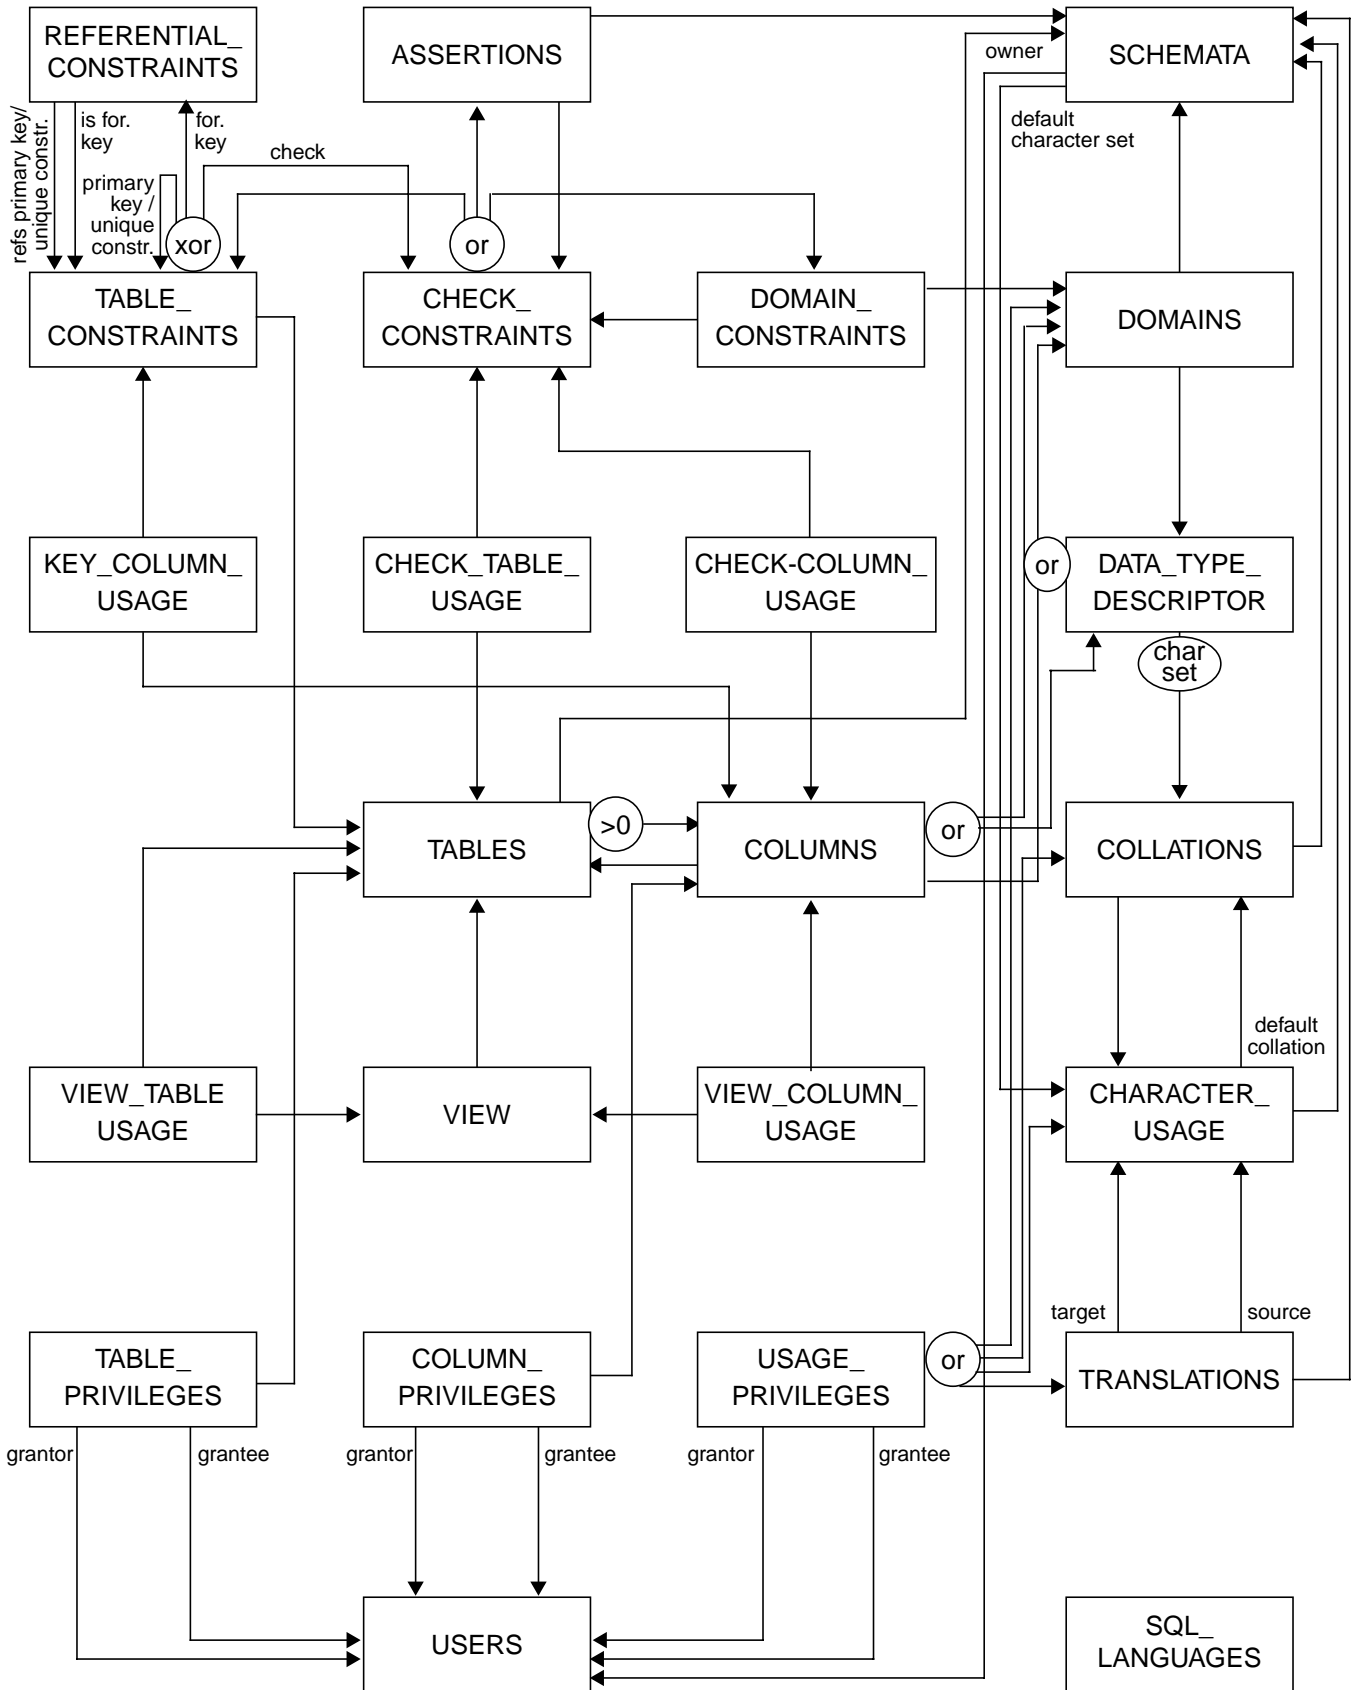 REFERENTIAL_
CONSTRAINTS
ASSERTIONS
SCHEMATA
owner
refs primary key/
unique constr.
is for.
key
for.
key
check
default
character set
primary
key /
unique
constr.
xor
or
TABLE_
CONSTRAINTS
CHECK_
CONSTRAINTS
DOMAIN_
CONSTRAINTS
DOMAINS
KEY_COLUMN_
USAGE
CHECK_TABLE_
USAGE
CHECK-COLUMN_
USAGE
or
DATA_TYPE_
DESCRIPTOR
char
set
TABLES
>0
COLUMNS
or
COLLATIONS
default
collation
VIEW_TABLE
USAGE
VIEW
VIEW_COLUMN_
USAGE
CHARACTER_
USAGE
target
source
TABLE_
PRIVILEGES
COLUMN_
PRIVILEGES
USAGE_
PRIVILEGES
or
TRANSLATIONS
grantor
grantee
grantor
grantee
grantor
grantee
USERS
SQL_
LANGUAGES